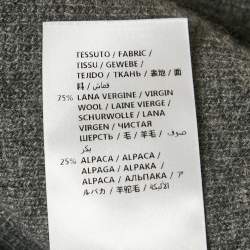 TESSUTO / FABRIC /
TISSU / GEWEBE /
TEJIDO / ТКАНЬ / 表地 / 面
料 / قماش /
75% LANA VERGINE / VIRGIN
WOOL / LAINE VIERGE /
SCHURWOLLE / LANA
VIRGEN / ЧИСТАЯ
ШЕРСТЬ / 毛 / 羊毛 / صوف
بكر /
25% ALPACA / ALPACA /
ALPAGA / ALPAKA /
ALPACA / АЛЬПАКА / ア
ルパカ / 羊驼毛 / الألبكة /